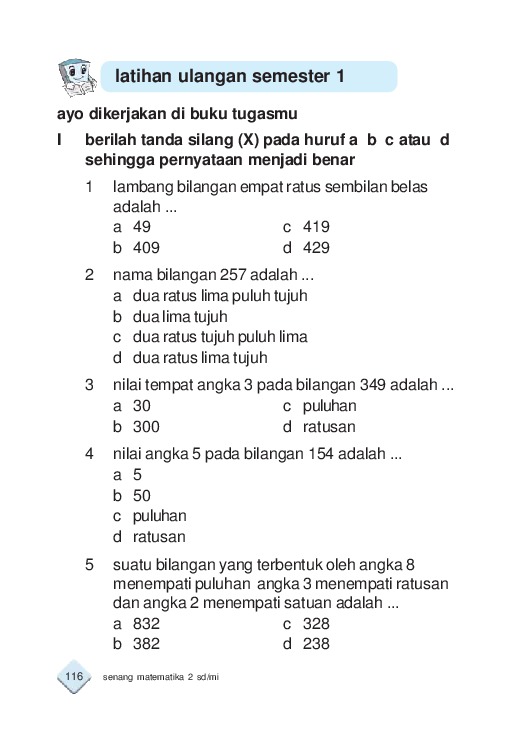 latihan ulangan semester 1
ayo dikerjakan di buku tugasmu
I berilah tanda silang (X) pada huruf a b c atau d
sehingga pernyataan menjadi benar
1 lambang bilangan empat ratus sembilan belas
adalah ...
a 49 c 419
b 409 d 429
2 nama bilangan 257 adalah ...
a dua ratus lima puluh tujuh
b dua lima tujuh
c dua ratus tujuh puluh lima
d dua ratus lima tujuh
3 nilai tempat angka 3 pada bilangan 349 adalah ...
a 30 c puluhan
b 300 d ratusan
4 nilai angka 5 pada bilangan 154 adalah ...
a 5
b 50
c puluhan
d ratusan
5 suatu bilangan yang terbentuk oleh angka 8
menempati puluhan angka 3 menempati ratusan
dan angka 2 menempati satuan adalah ...
a 832 c 328
b 382 d 238
116 senang matematika 2 sd/mi